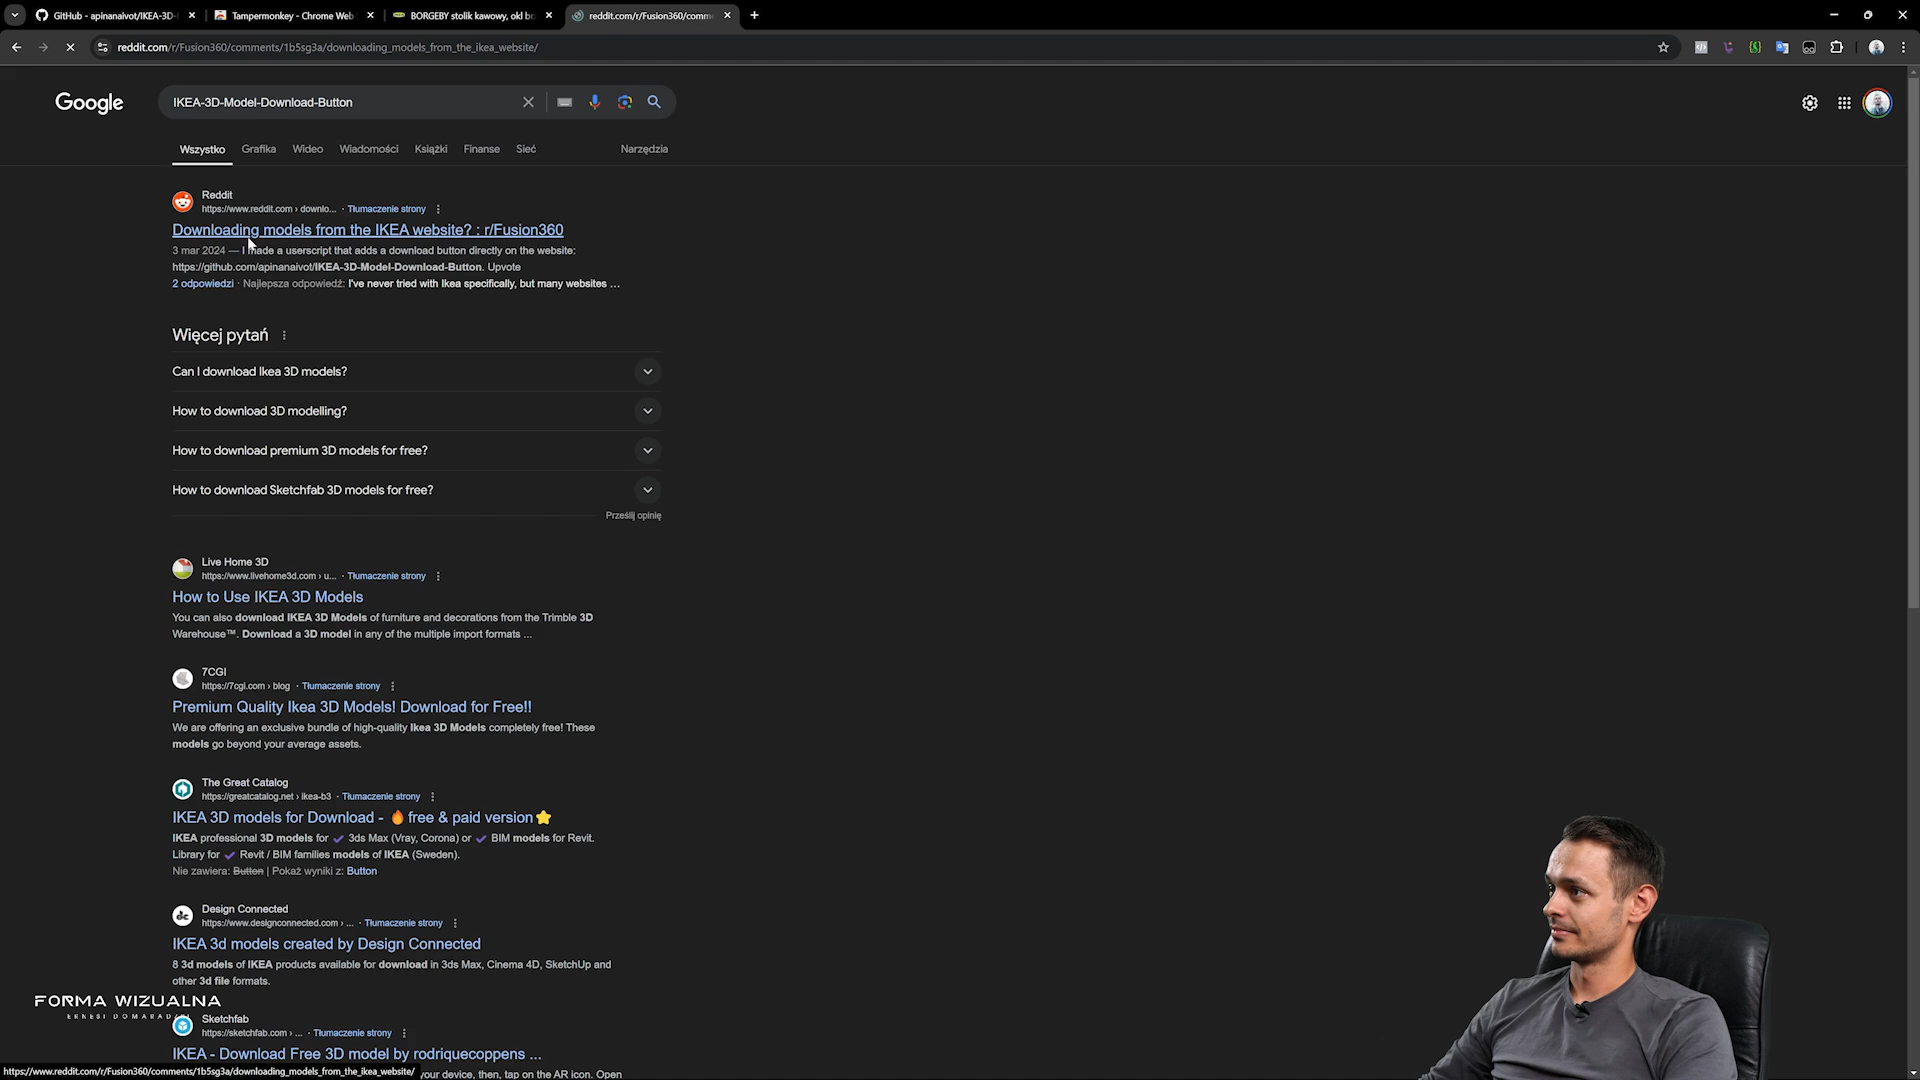 GitHub - apinanaivot/IKEA-3D-
Tampermonkey - Chrome Web
BORGEBY stolik kawowy, okl brz
reddit.com/r/Fusion360/comm
reddit.com/r/Fusion360/comments/1b5sg3a/downloading_models_from_the_ikea_website/
Google
IKEA-3D-Model-Download-Button
Wszystko
Grafika
Wideo
Wiadomości
Książki
Finanse
Sieć
Narzędzia
Reddit
https://www.reddit.com › downlo... · Tłumaczenie strony
Downloading models from the IKEA website? : r/Fusion360
3 mar 2024 — I made a userscript that adds a download button directly on the website:
https://github.com/apinanaivot/IKEA-3D-Model-Download-Button. Upvote
2 odpowiedzi · Najlepsza odpowiedź: I've never tried with Ikea specifically, but many websites ...
Więcej pytań
Can I download Ikea 3D models?
How to download 3D modelling?
How to download premium 3D models for free?
How to download Sketchfab 3D models for free?
Prześlij opinię
Live Home 3D
https://www.livehome3d.com › u... · Tłumaczenie strony
How to Use IKEA 3D Models
You can also download IKEA 3D Models of furniture and decorations from the Trimble 3D
Warehouse™. Download a 3D model in any of the multiple import formats ...
7CGI
https://7cgi.com › blog · Tłumaczenie strony
Premium Quality Ikea 3D Models! Download for Free!!
We are offering an exclusive bundle of high-quality Ikea 3D Models completely free! These
models go beyond your average assets.
The Great Catalog
https://greatcatalog.net › ikea-b3 · Tłumaczenie strony
IKEA 3D models for Download - 🔥 free & paid version⭐
IKEA professional 3D models for ✔ 3ds Max (Vray, Corona) or ✔ BIM models for Revit.
Library for ✔ Revit / BIM families models of IKEA (Sweden).
Nie zawiera: Button | Pokaż wyniki z: Button
Design Connected
https://www.designconnected.com › ... · Tłumaczenie strony
IKEA 3d models created by Design Connected
8 3d models of IKEA products available for download in 3ds Max, Cinema 4D, SketchUp and
other 3d file formats.
FORMA WIZUALNA
Sketchfab
https://sketchfab.com › ... · Tłumaczenie strony
IKEA - Download Free 3D model by rodriquecoppens ...
https://www.reddit.com/r/Fusion360/comments/1b5sg3a/downloading_models_from_the_ikea_website/
your device, then, tap on the AR icon. Open